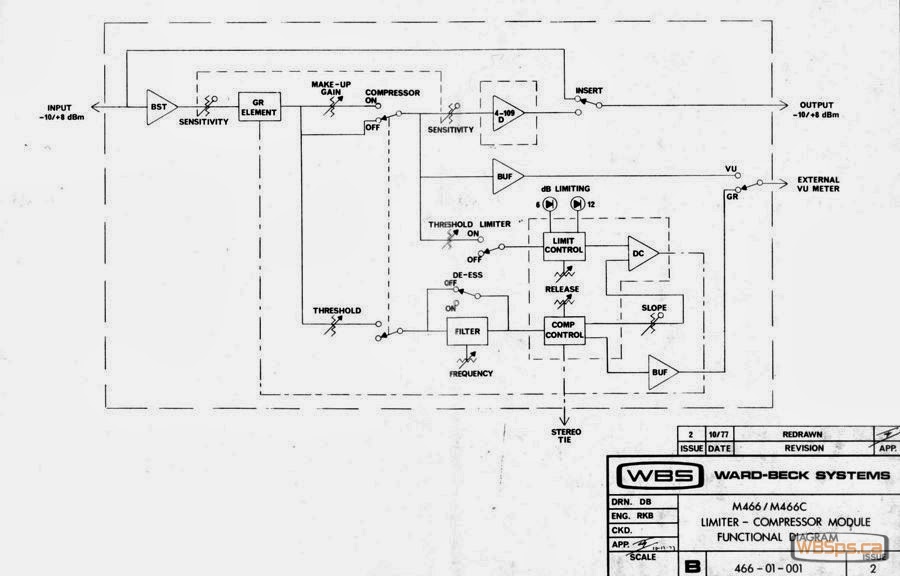 INPUT
-10/+8 dBm
BST
SENSITIVITY
GR
ELEMENT
MAKE-UP
GAIN
COMPRESSOR
ON
OFF
SENSITIVITY
4-109
D
INSERT
OUTPUT
-10/+8 dBm
BUF
VU
GR
EXTERNAL
VU METER
dB LIMITING
6
12
THRESHOLD LIMITER
ON
OFF
LIMIT
CONTROL
DC
RELEASE
DE-ESS
OFF
ON
THRESHOLD
FILTER
FREQUENCY
COMP
CONTROL
SLOPE
BUF
STEREO
TIE
2 10/77 REDRAWN
ISSUE DATE REVISION APP.
WBS WARD-BECK SYSTEMS
DRN. DB
ENG. RKB
CKD.
APP.
SCALE
M466/M466C
LIMITER - COMPRESSOR MODULE
FUNCTIONAL DIAGRAM
WBSps.ca
B 466-01-001
ISSUE
2